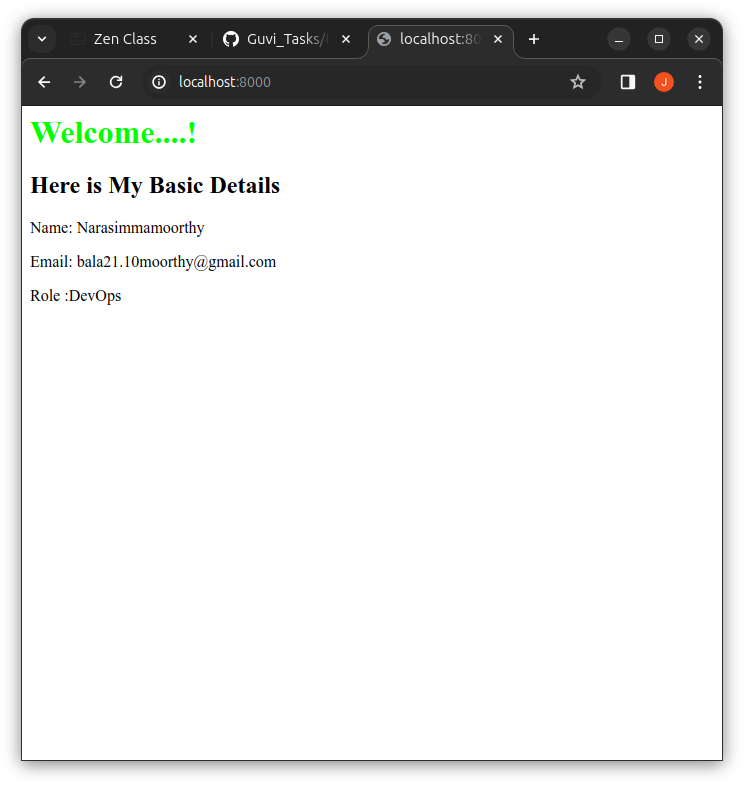 Zen Class
Guvi_Tasks/
localhost:80
localhost:8000
J
Welcome....!
Here is My Basic Details
Name: Narasimmamoorthy
Email: bala21.10moorthy@gmail.com
Role :DevOps